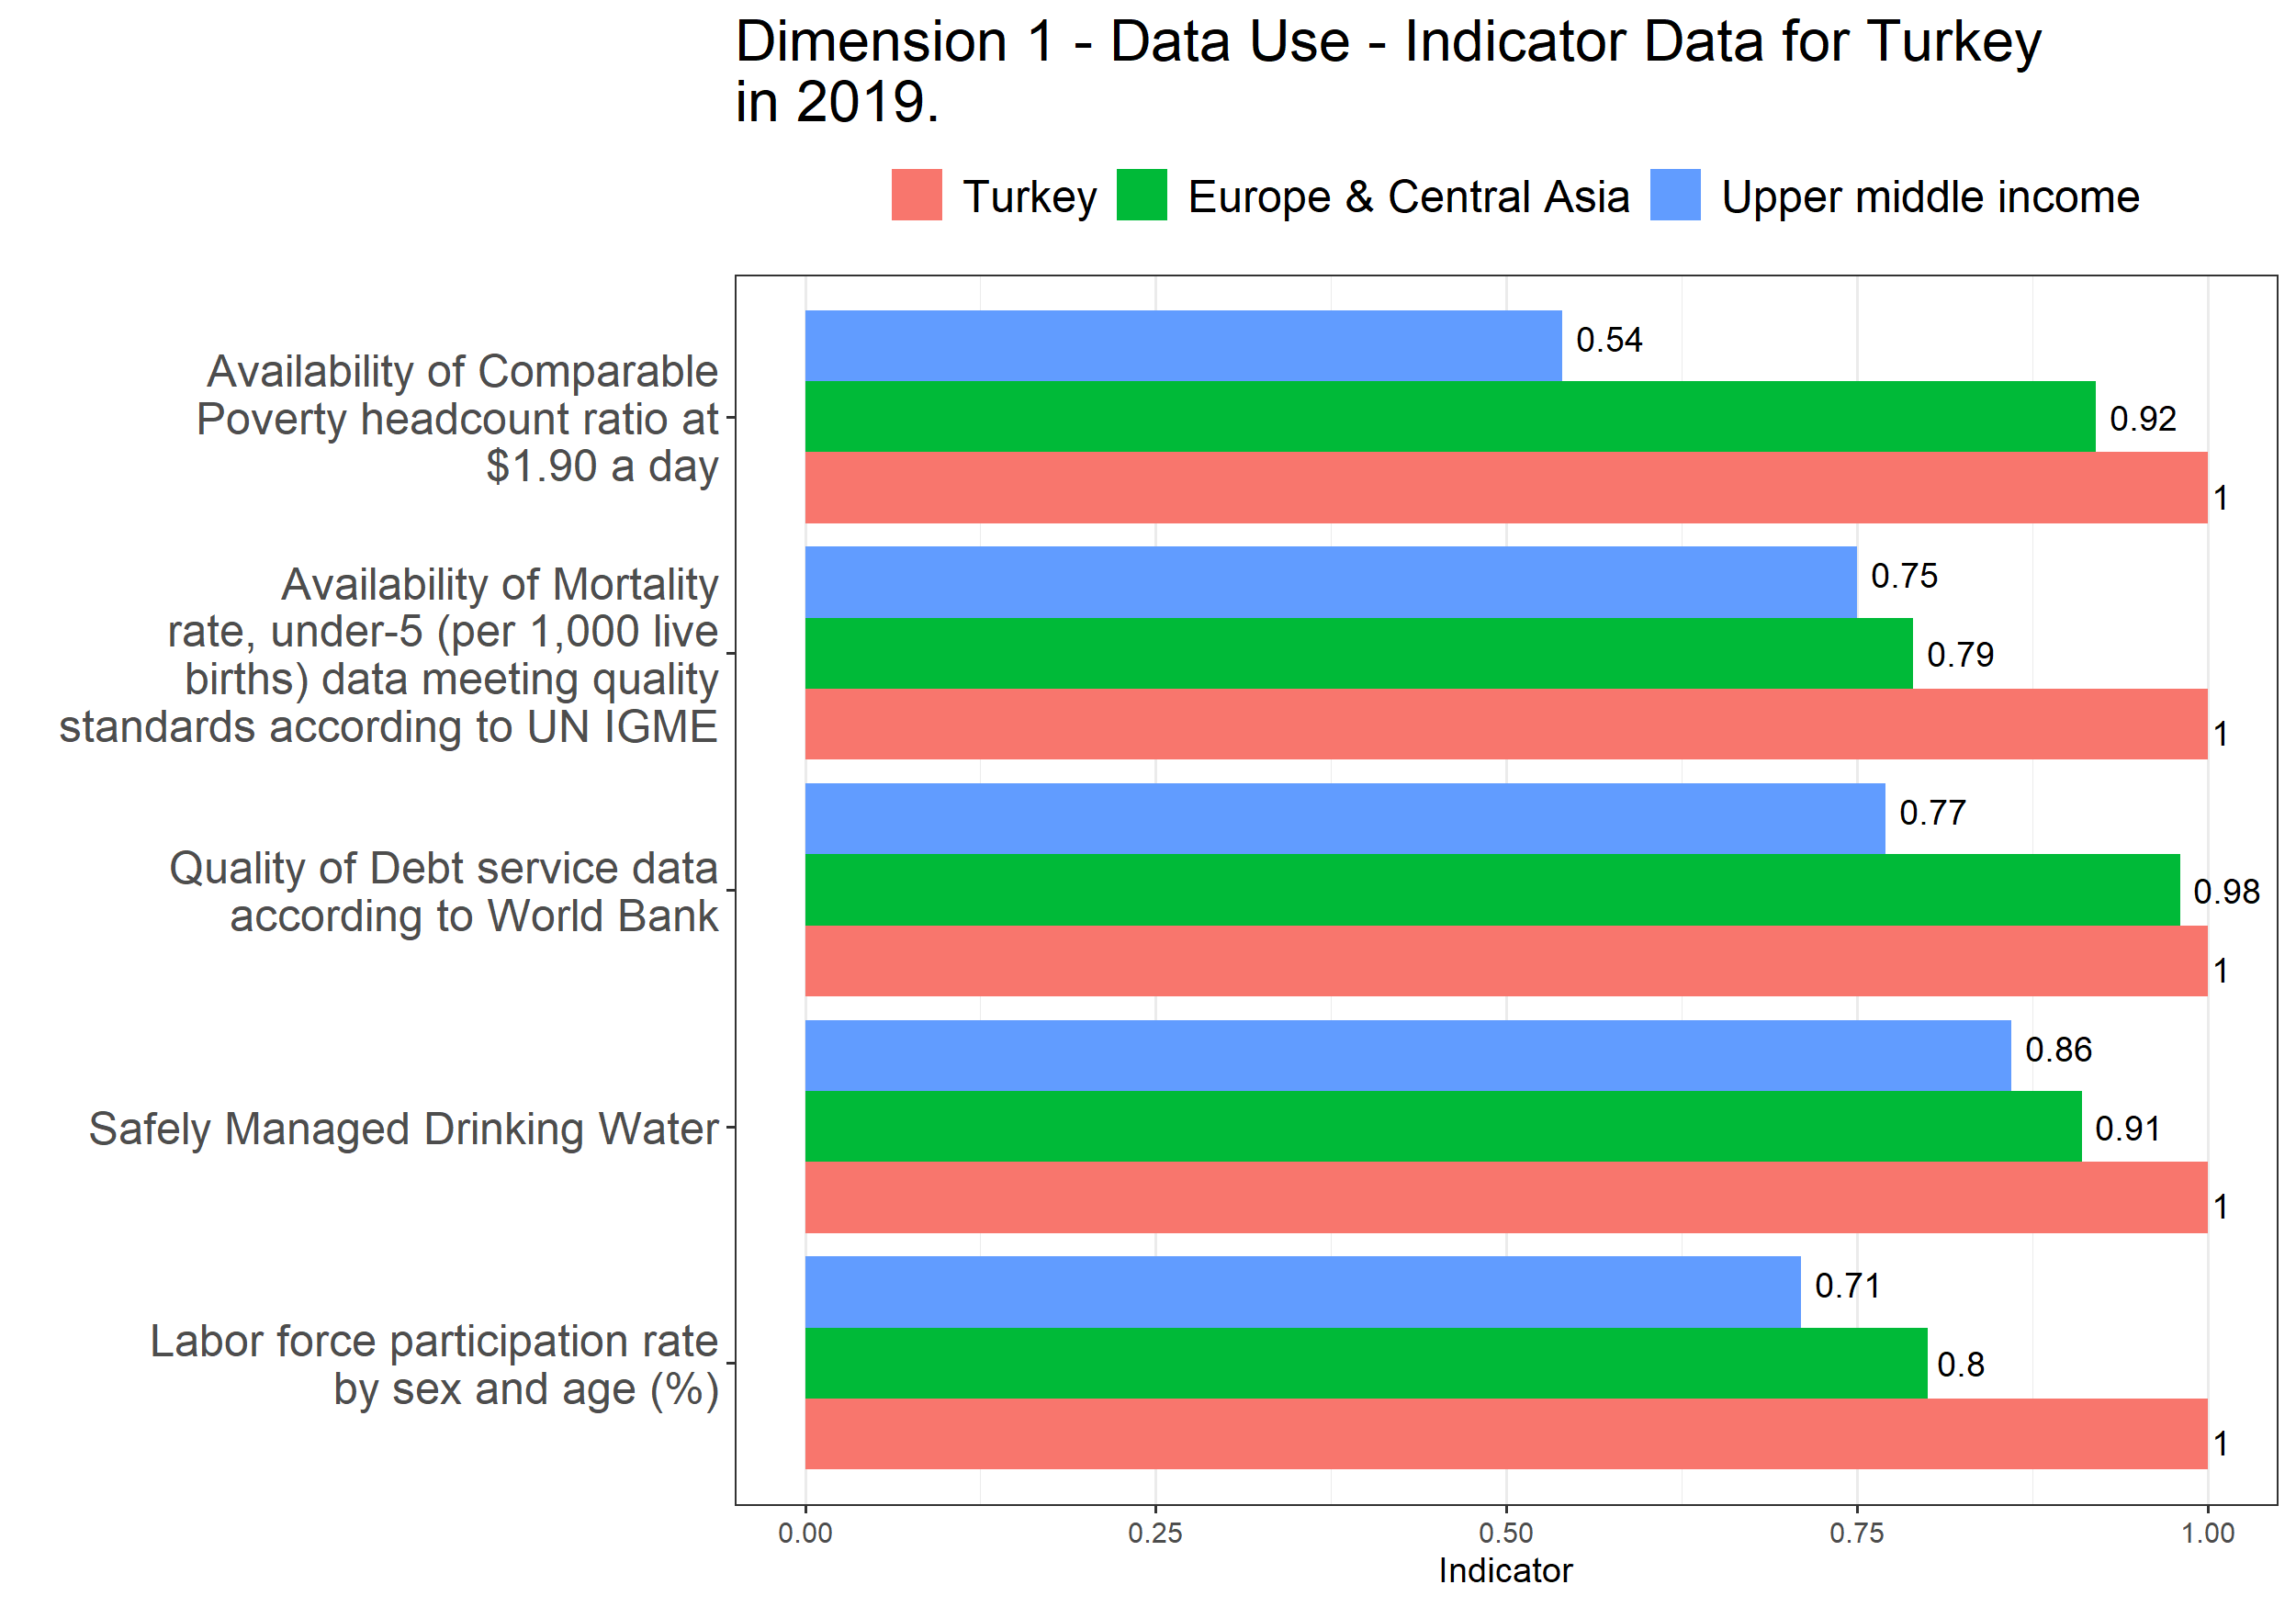 Dimension 1 - Data Use - Indicator Data for Turkey
in 2019.
Turkey
Europe & Central Asia
Upper middle income
Availability of Comparable
Poverty headcount ratio at
$1.90 a day
0.54
0.92
1
Availability of Mortality
rate, under-5 (per 1,000 live
births) data meeting quality
standards according to UN IGME
0.75
0.79
1
Quality of Debt service data
according to World Bank
0.77
0.98
1
Safely Managed Drinking Water
0.86
0.91
1
Labor force participation rate
by sex and age (%)
0.71
0.8
1
0.00
0.25
0.50
0.75
1.00
Indicator